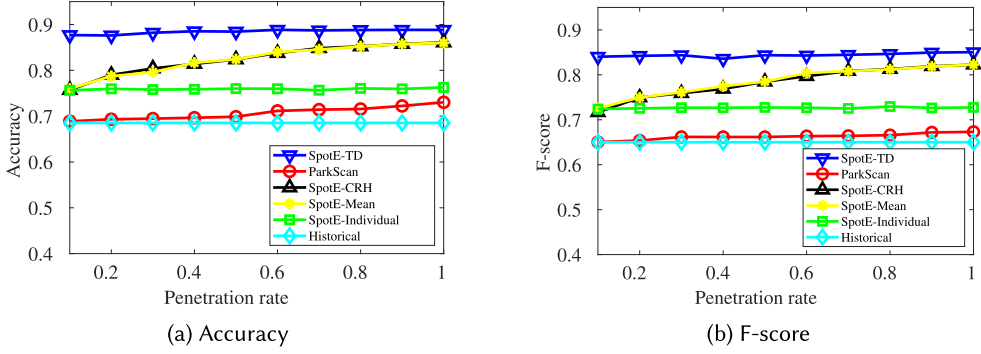 0.9
0.8
0.7
0.6
0.5
0.4
Accuracy
0.2
0.4
0.6
0.8
1
Penetration rate
SpotE-TD
ParkScan
SpotE-CRH
SpotE-Mean
SpotE-Individual
Historical
(a) Accuracy
0.9
0.8
0.7
0.6
0.5
0.4
F-score
0.2
0.4
0.6
0.8
1
Penetration rate
SpotE-TD
ParkScan
SpotE-CRH
SpotE-Mean
SpotE-Individual
Historical
(b) F-score